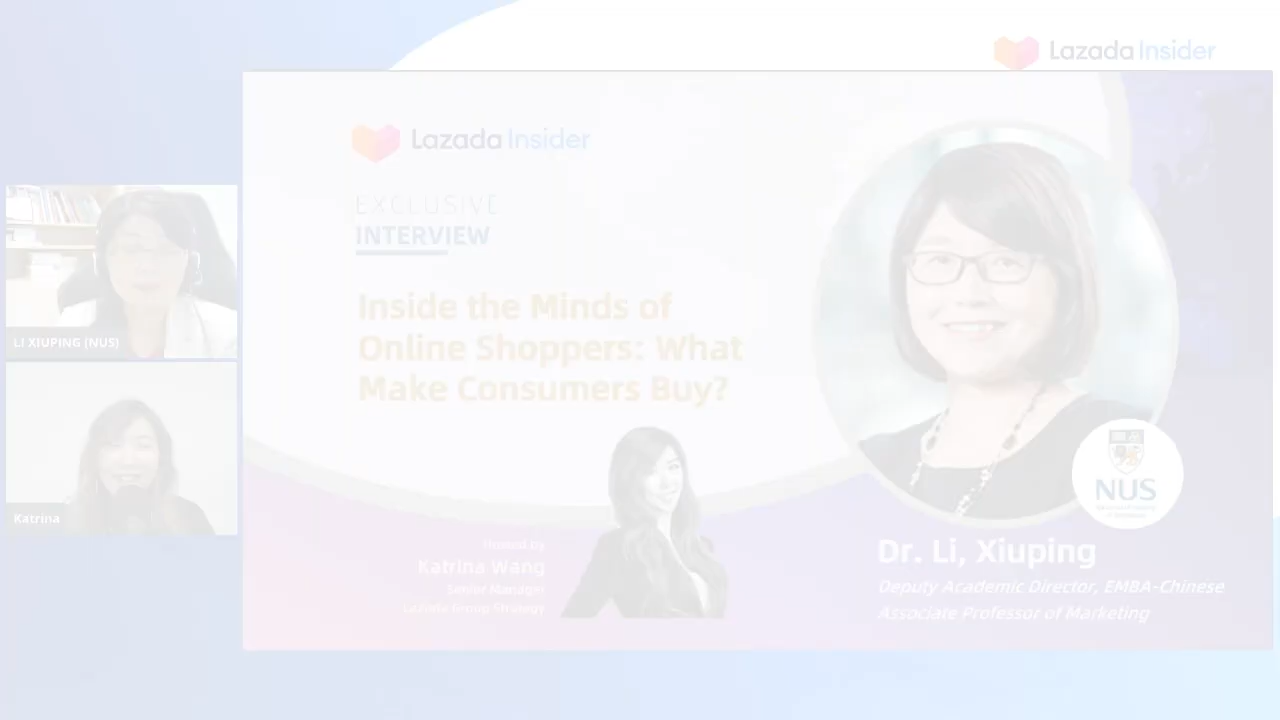 Lazada Insider
Lazada Insider
EXCLUSIVE
INTERVIEW
Inside the Minds of
Online Shoppers: What
Make Consumers Buy?
LI XIUPING (NUS)
Katrina
Hosted by
Katrina Wang
Senior Manager
Lazada Group Strategy
NUS
Dr. Li, Xiuping
Deputy Academic Director, EMBA-Chinese
Associate Professor of Marketing